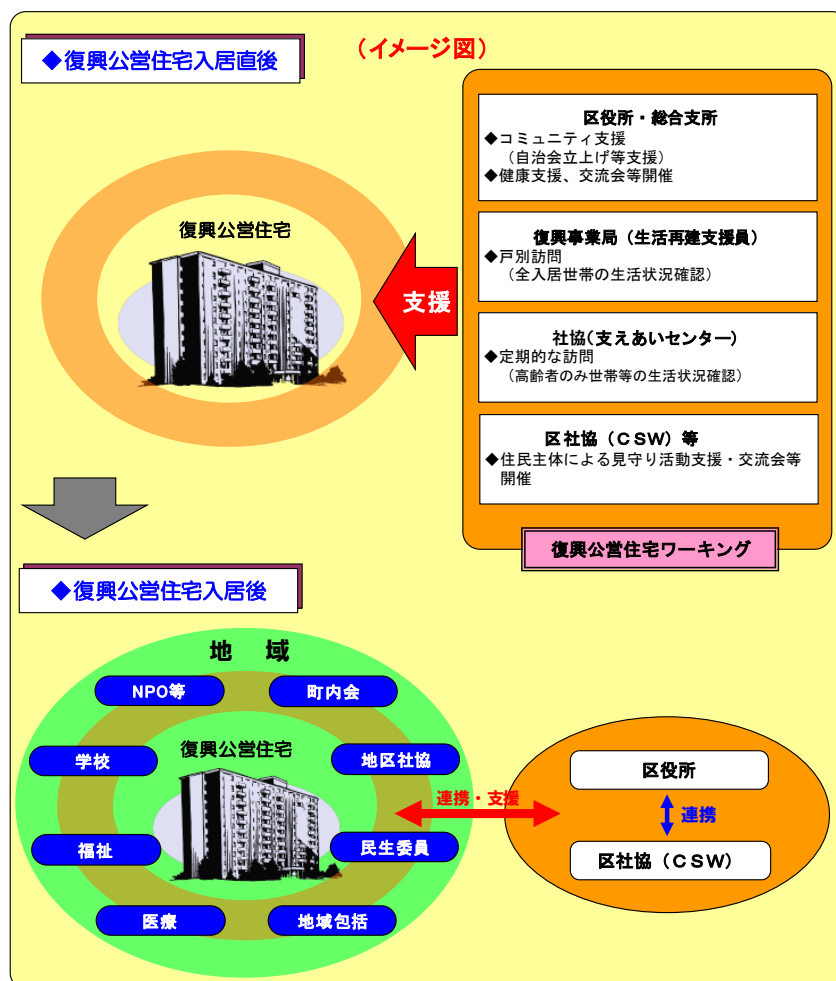 ◆復興公営住宅入居直後
(イメージ図)
区役所・総合支所
◆コミュニティ支援
（自治会立上げ等支援）
◆健康支援、交流会等開催
復興事業局（生活再建支援員）
◆戸別訪問
（全入居世帯の生活状況確認）
社協(支えあいセンター)
◆定期的な訪問
（高齢者のみ世帯等の生活状況確認）
区社協（ＣＳＷ）等
◆住民主体による見守り活動支援・交流会等
開催
復興公営住宅ワーキング
復興公営住宅
支援
◆復興公営住宅入居後
地　域
NPO等
町内会
学校
復興公営住宅
地区社協
福祉
民生委員
医療
地域包括
連携・支援
区役所
連携
区社協（ＣＳＷ）